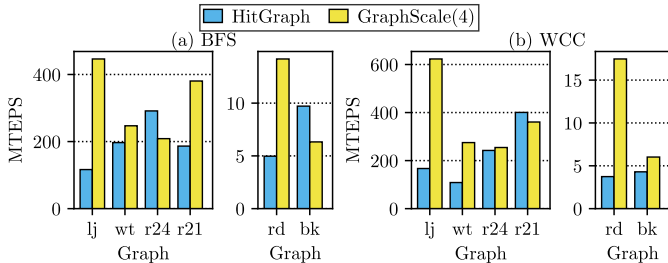 HitGraph GraphScale(4)
(a) BFS
(b) WCC
MTEPS
400
200
0
lj wt r24 r21
Graph
10
5
0
rd bk
Graph
MTEPS
600
400
200
0
lj wt r24 r21
Graph
15
10
5
0
rd bk
Graph